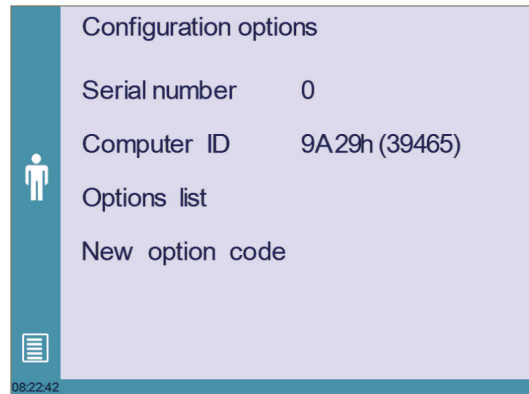 Configuration options
Serial number 0
Computer ID 9A29h (39465)
Options list
New option code
08:22:42